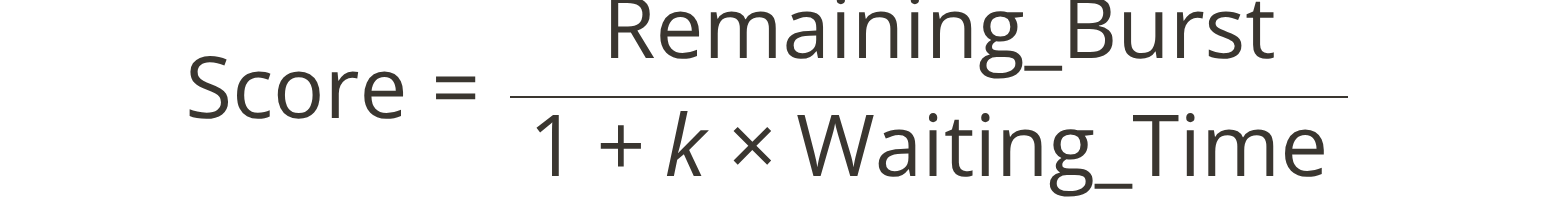 Score = Remaining_Burst
1 + k × Waiting_Time